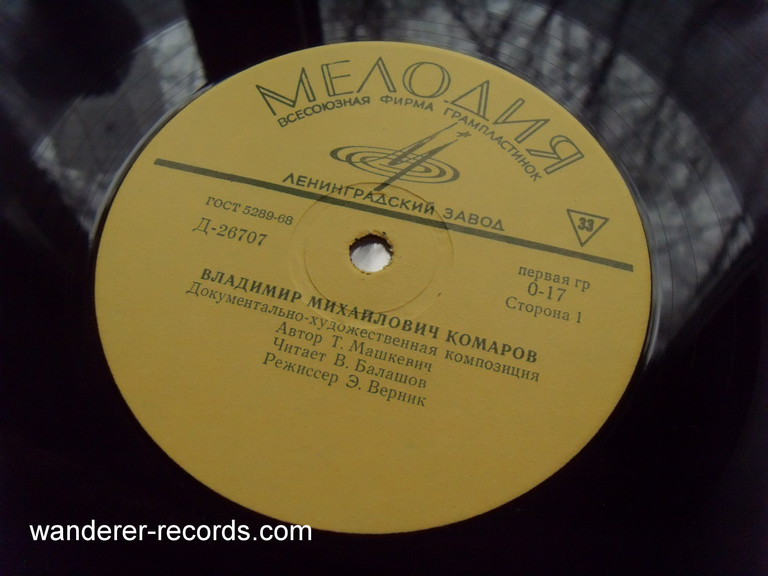 МЕЛОДИЯ
ВСЕСОЮЗНАЯ ФИРМА ГРАМПЛАСТИНОК
ЛЕНИНГРАДСКИЙ ЗАВОД
33
ГОСТ 5289-68
Д-26707
первая гр
0-17
Сторона 1
ВЛАДИМИР МИХАЙЛОВИЧ КОМАРОВ
Документально-художественная композиция
Автор Т. Машкевич
Читает В. Балашов
Режиссер Э. Верник
wanderer-records.com